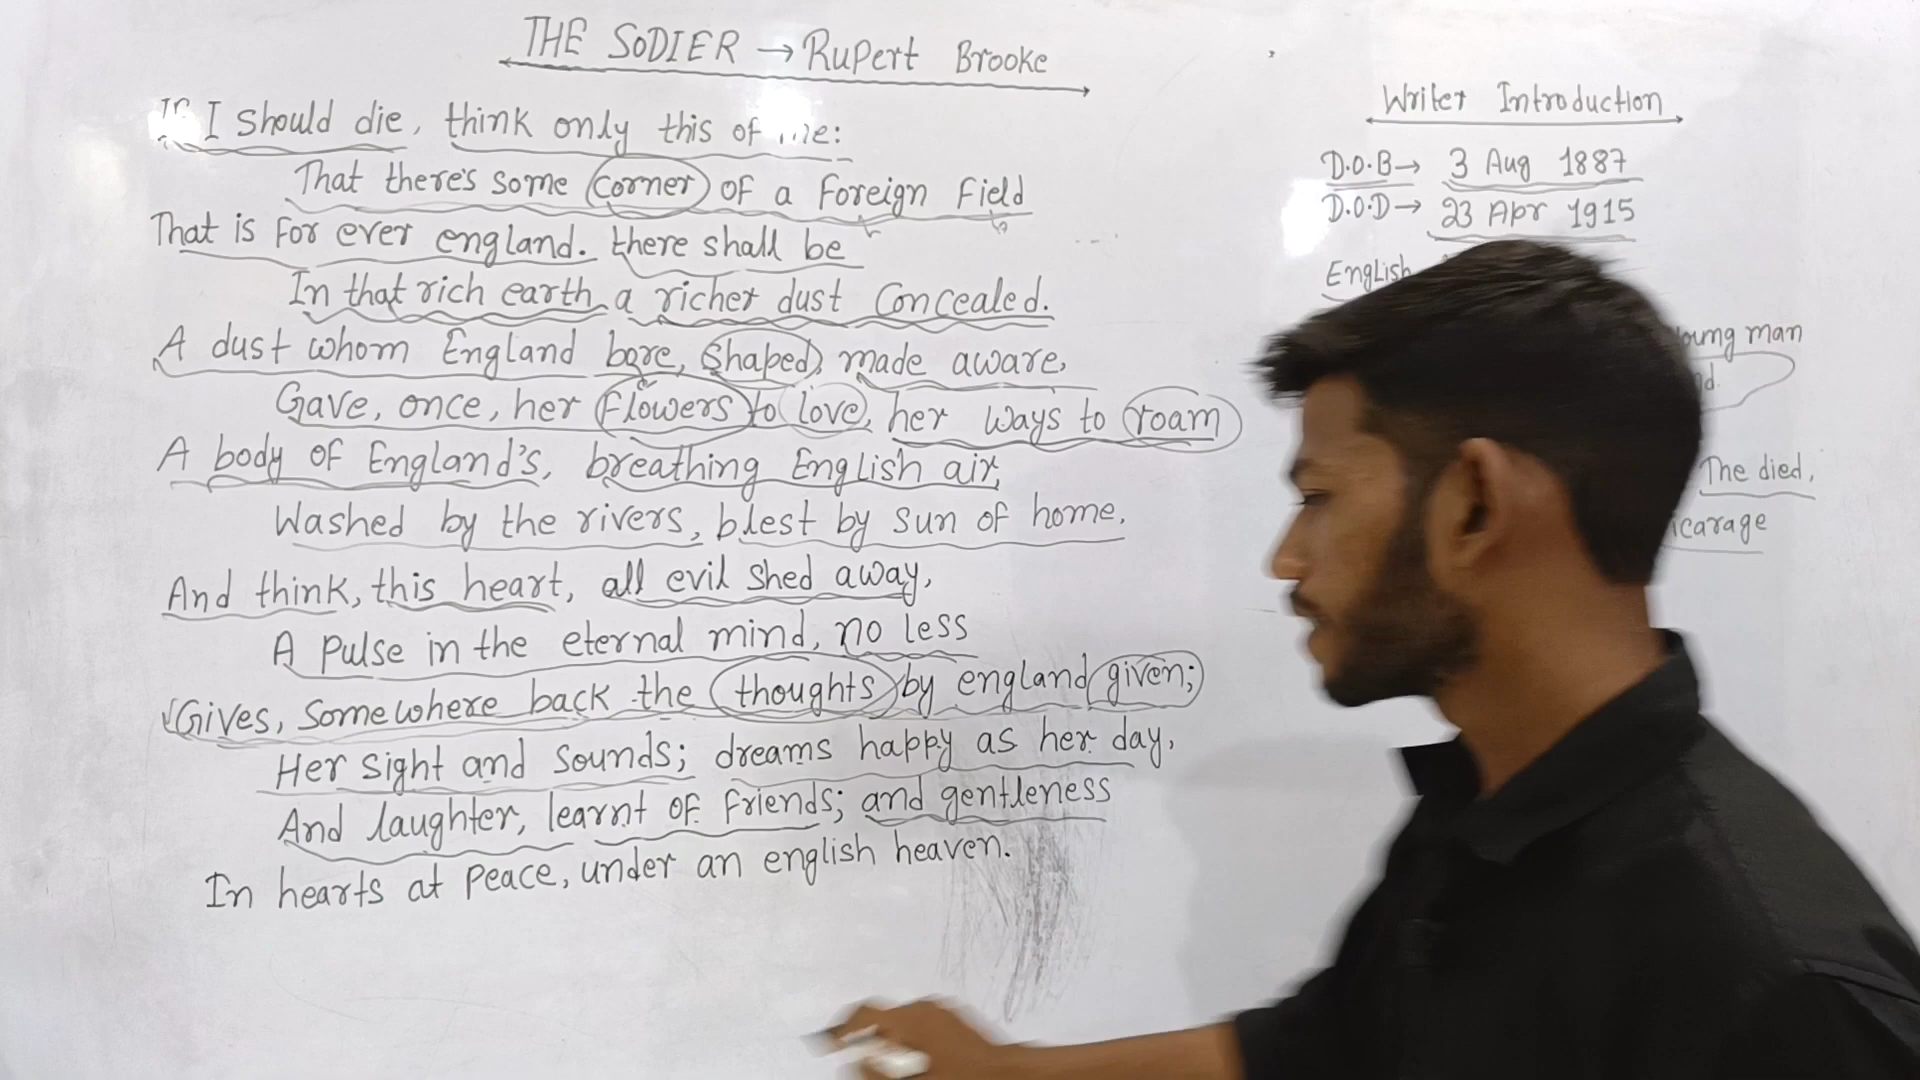 THE SODIER → Rupert Brooke
If I should die, think only this of me:
That there's some corner of a foreign field
That is for ever england. there shall be
In that rich earth a richer dust concealed.
A dust whom England bore, shaped, made aware,
Gave, once, her flowers to love, her ways to roam
A body of England's, breathing English air,
Washed by the rivers, blest by sun of home.
And think, this heart, all evil shed away,
A pulse in the eternal mind, no less
Gives, somewhere back the thoughts by england given;
Her sight and sounds; dreams happy as her day,
And laughter, learnt of friends; and gentleness
In hearts at peace, under an english heaven.
Writer Introduction
D.O.B → 3 Aug 1887
D.O.D → 23 Apr 1915
English
young man
The died,